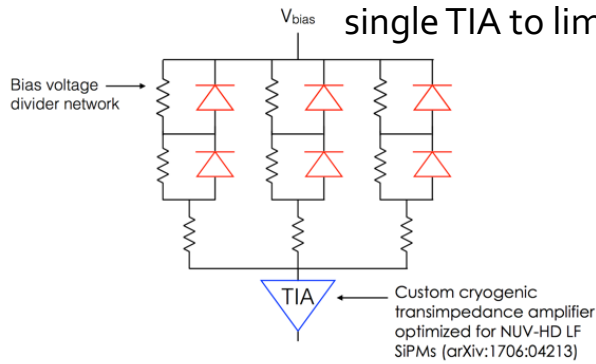 V_bias
single TIA to lim
Bias voltage
divider network
TIA
Custom cryogenic
transimpedance amplifier
optimized for NUV-HD LF
SiPMs (arXiv:1706:04213)